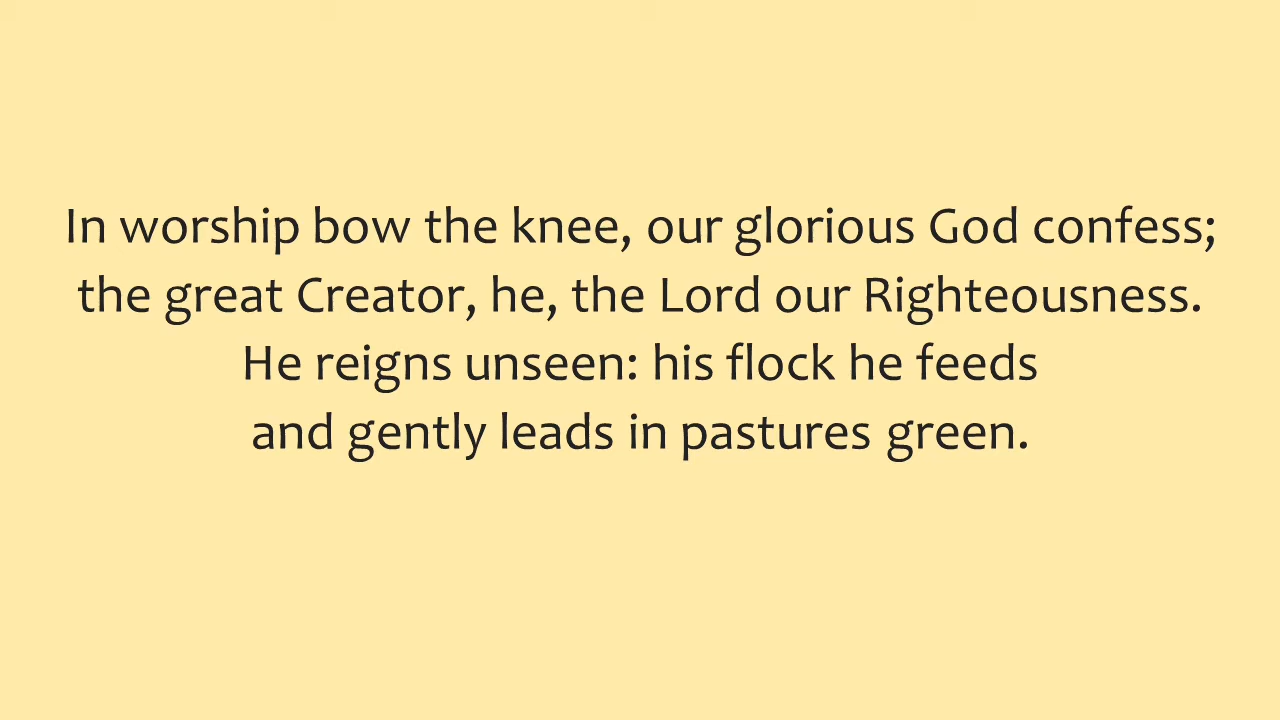 In worship bow the knee, our glorious God confess;
the great Creator, he, the Lord our Righteousness.
He reigns unseen: his flock he feeds
and gently leads in pastures green.